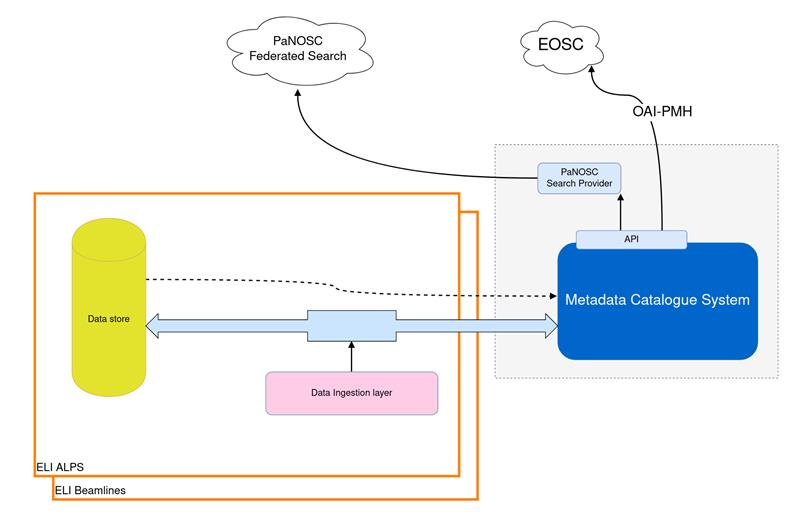 PaNOSC
Federated Search
EOSC
OAI-PMH
PaNOSC
Search Provider
API
Metadata Catalogue System
Data store
Data Ingestion layer
ELI ALPS
ELI Beamlines